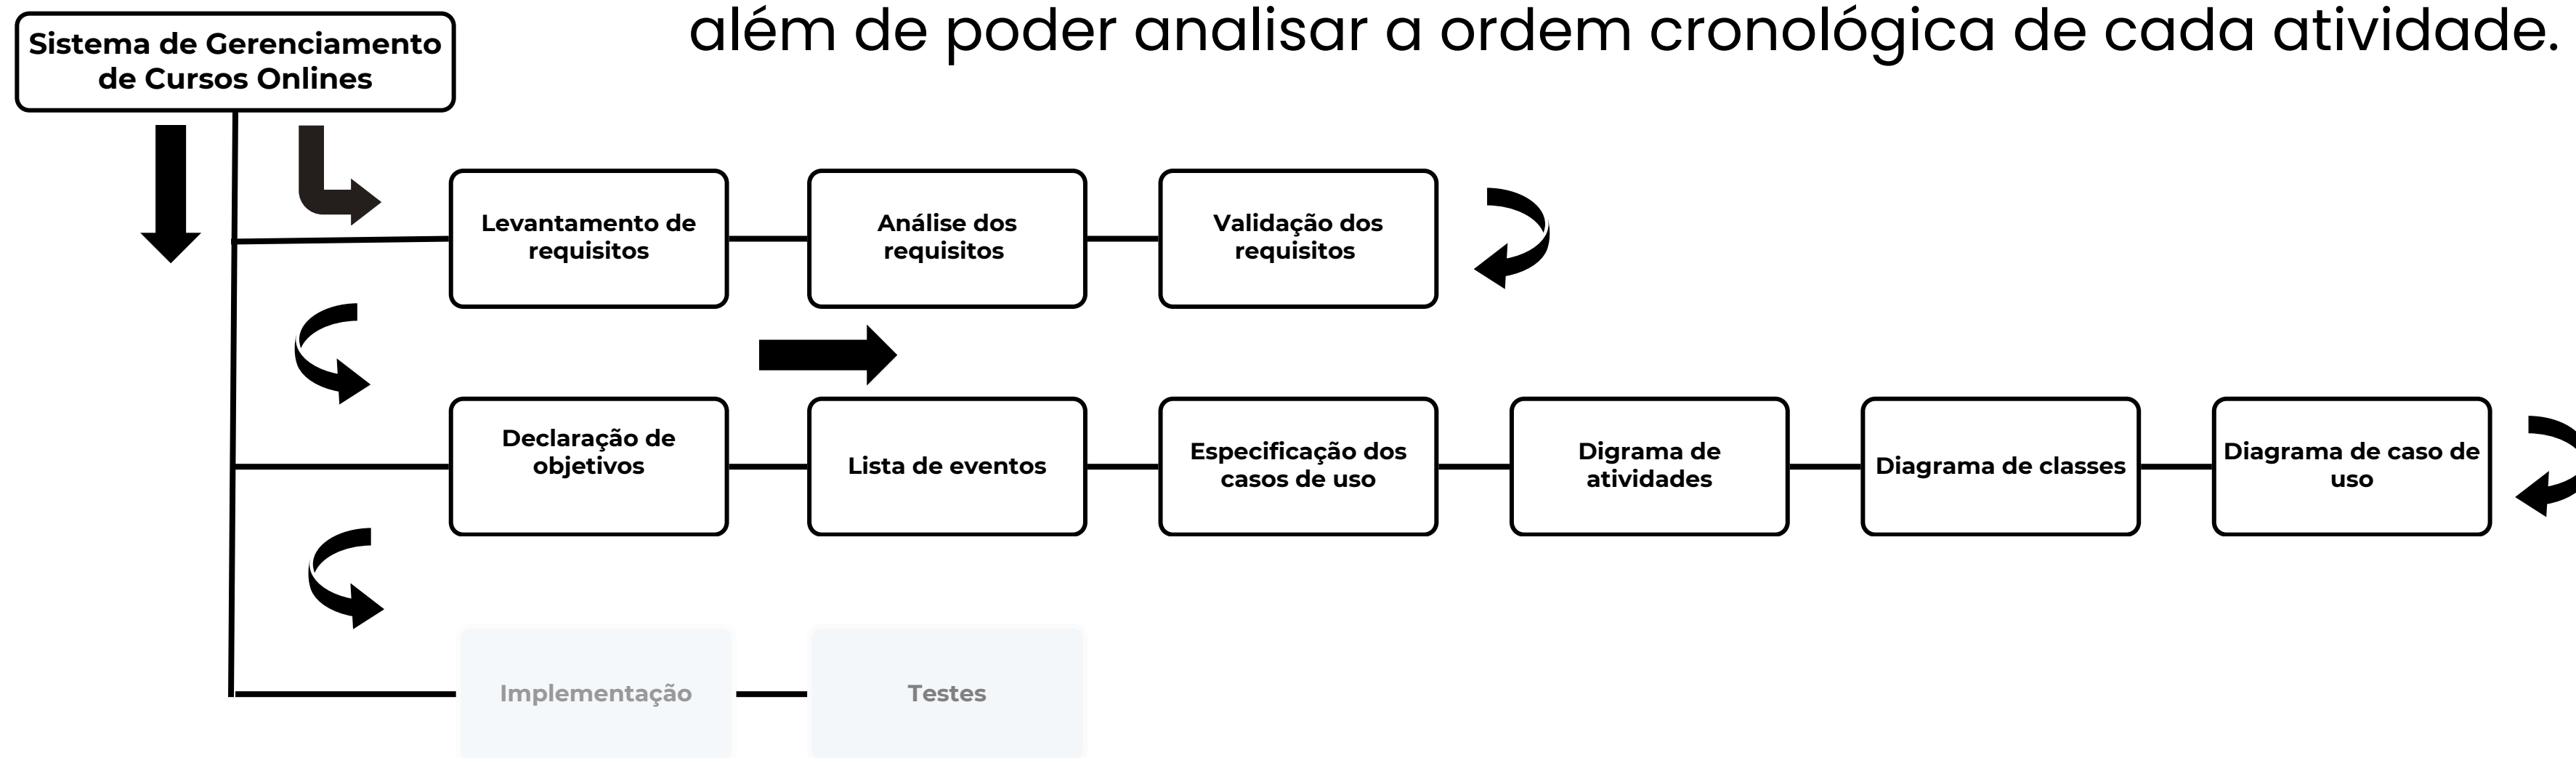 além de poder analisar a ordem cronológica de cada atividade.
Sistema de Gerenciamento
de Cursos Onlines
Levantamento de
requisitos
Análise dos
requisitos
Validação dos
requisitos
Declaração de
objetivos
Lista de eventos
Especificação dos
casos de uso
Digrama de
atividades
Diagrama de classes
Diagrama de caso de
uso
Implementação
Testes